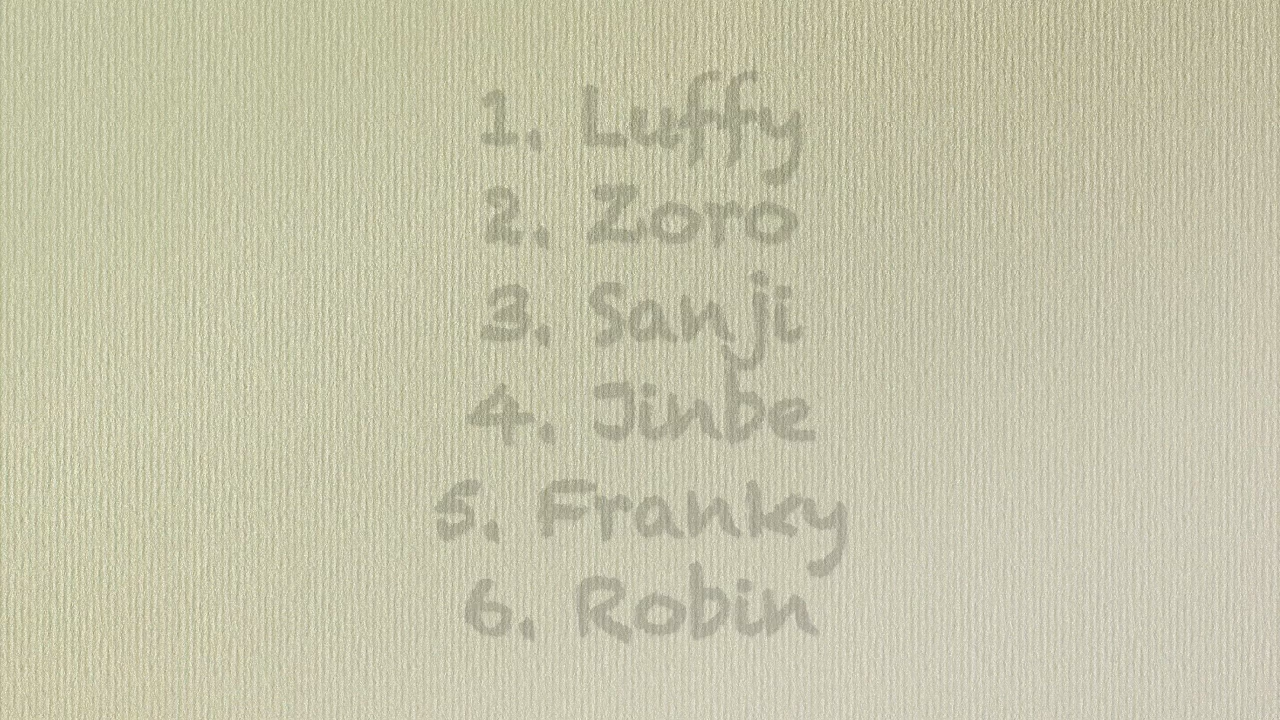 1. Luffy
2. Zoro
3. Sanji
4. Jinbe
5. Franky
6. Robin